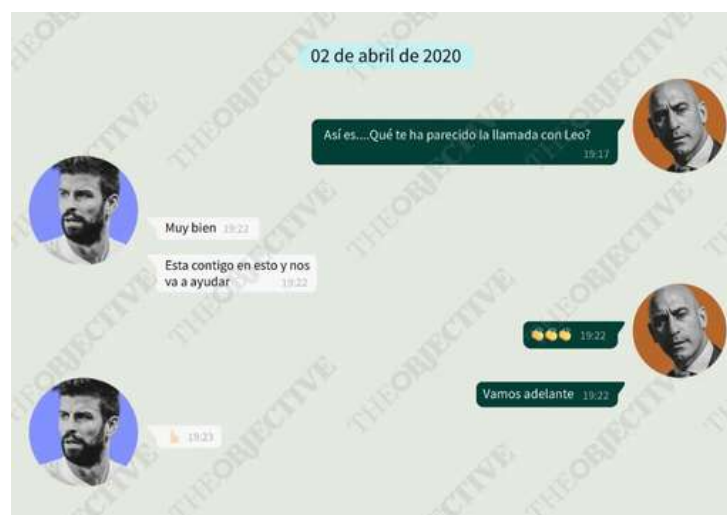 02 de abril de 2020
Así es....Qué te ha parecido la llamada con Leo?
19:17
Muy bien 19:22
Esta contigo en esto y nos
va a ayudar 19:22
👏👏👏 19:22
Vamos adelante 19:22
👆 19:23
THEOBJECTIVE